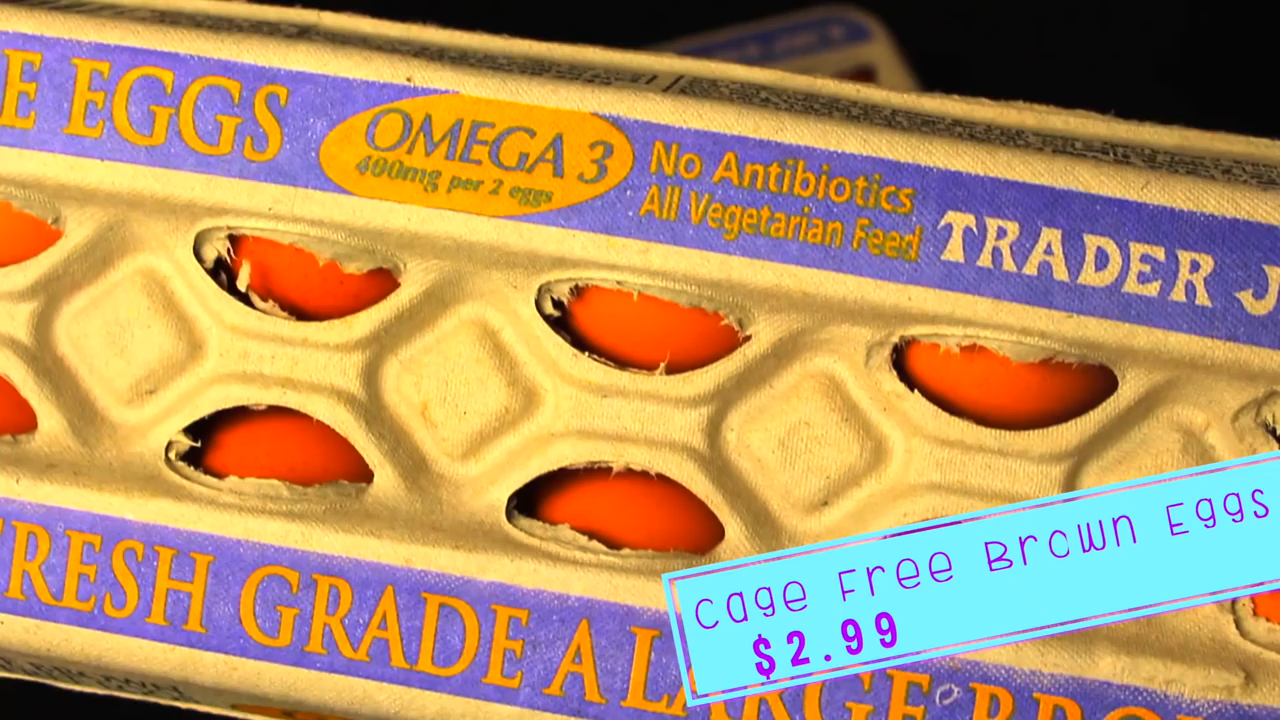 E EGGS
OMEGA 3
400mg per 2 eggs
No Antibiotics
All Vegetarian Feed
TRADER J
FRESH GRADE A LARGE BRO
Cage Free Brown Eggs
$2.99